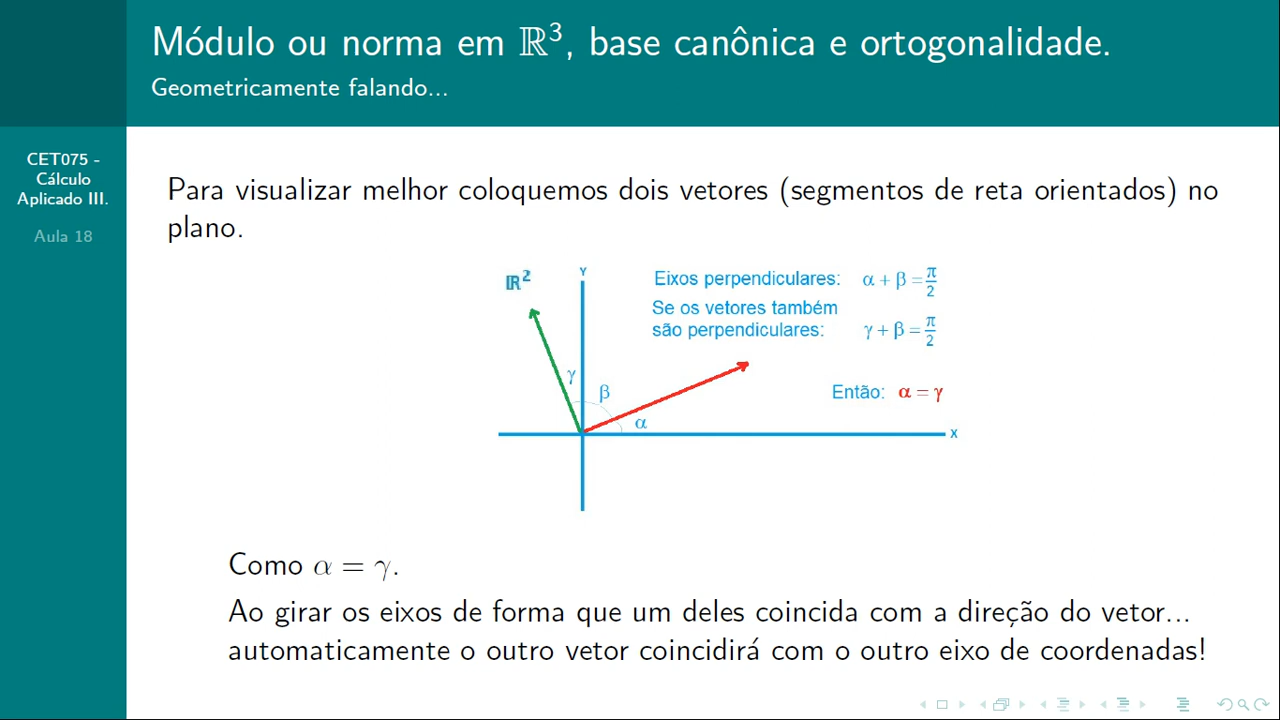 Módulo ou norma em ℝ³, base canônica e ortogonalidade.
Geometricamente falando...
CET075 -
Cálculo
Aplicado III.
Aula 18
Para visualizar melhor coloquemos dois vetores (segmentos de reta orientados) no
plano.
ℝ²
Y
Eixos perpendiculares: α + β = π/2
Se os vetores também
são perpendiculares: γ + β = π/2
γ
β
Então: α = γ
α
X
Como α = γ.
Ao girar os eixos de forma que um deles coincida com a direção do vetor...
automaticamente o outro vetor coincidirá com o outro eixo de coordenadas!